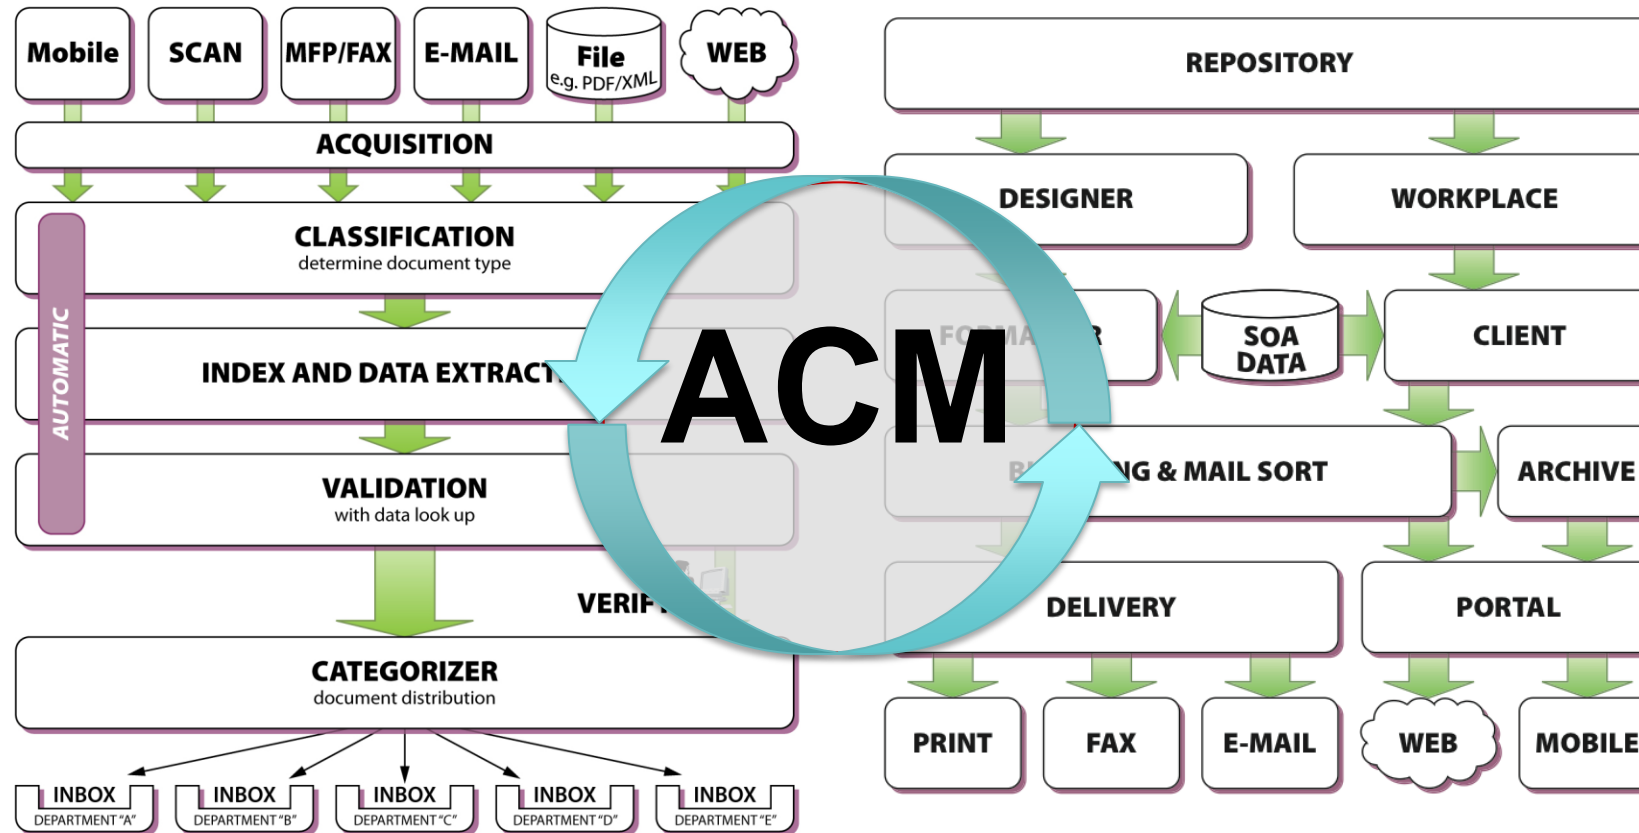 Mobile
SCAN
MFP/FAX
E-MAIL
File
e.g. PDF/XML
WEB
ACQUISITION
CLASSIFICATION
determine document type
AUTOMATIC
INDEX AND DATA EXTRACT
VALIDATION
with data look up
VERIFY
CATEGORIZER
document distribution
INBOX
DEPARTMENT "A"
INBOX
DEPARTMENT "B"
INBOX
DEPARTMENT "C"
INBOX
DEPARTMENT "D"
INBOX
DEPARTMENT "E"
ACM
REPOSITORY
DESIGNER
WORKPLACE
SOA
DATA
CLIENT
& MAIL SORT
ARCHIVE
DELIVERY
PORTAL
PRINT
FAX
E-MAIL
WEB
MOBILE